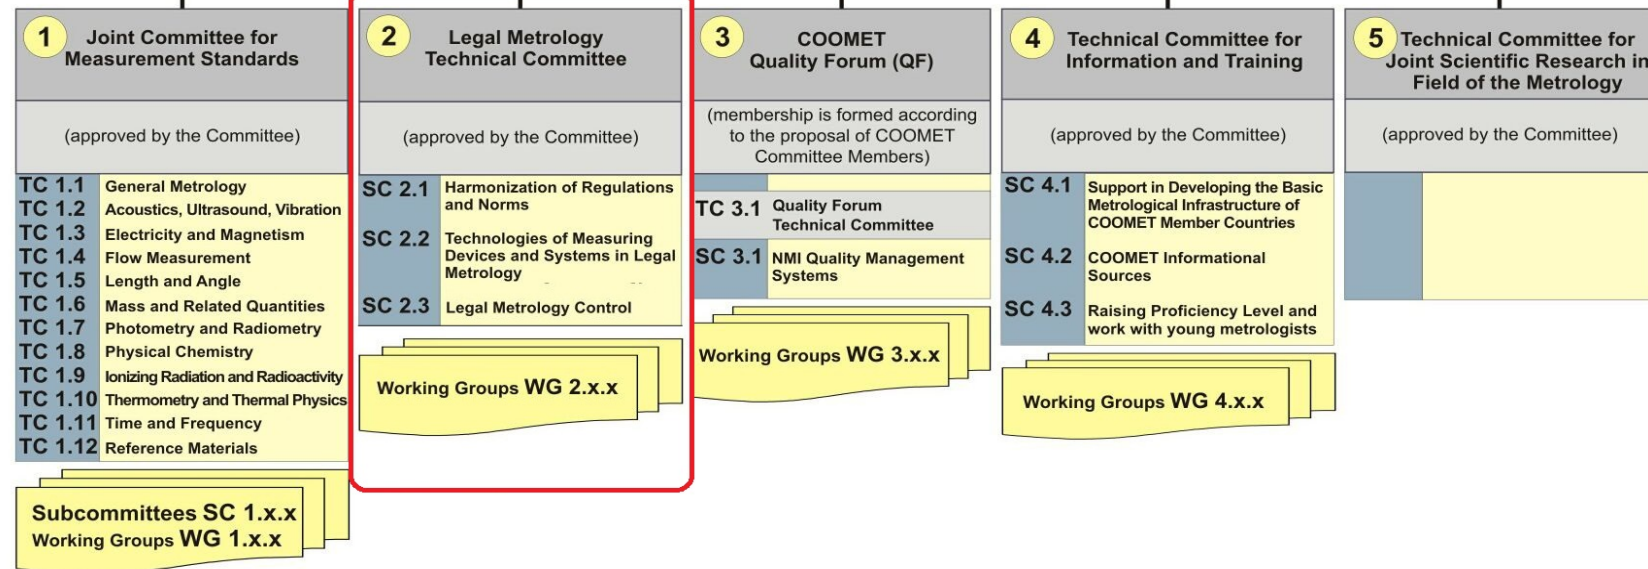 1
Joint Committee for
Measurement Standards
(approved by the Committee)
TC 1.1 General Metrology
TC 1.2 Acoustics, Ultrasound, Vibration
TC 1.3 Electricity and Magnetism
TC 1.4 Flow Measurement
TC 1.5 Length and Angle
TC 1.6 Mass and Related Quantities
TC 1.7 Photometry and Radiometry
TC 1.8 Physical Chemistry
TC 1.9 Ionizing Radiation and Radioactivity
TC 1.10 Thermometry and Thermal Physics
TC 1.11 Time and Frequency
TC 1.12 Reference Materials
Subcommittees SC 1.x.x
Working Groups WG 1.x.x
2
Legal Metrology
Technical Committee
(approved by the Committee)
SC 2.1 Harmonization of Regulations
and Norms
SC 2.2 Technologies of Measuring
Devices and Systems in Legal
Metrology
SC 2.3 Legal Metrology Control
Working Groups WG 2.x.x
3
COOMET
Quality Forum (QF)
(membership is formed according
to the proposal of COOMET
Committee Members)
TC 3.1 Quality Forum
Technical Committee
SC 3.1 NMI Quality Management
Systems
Working Groups WG 3.x.x
4
Technical Committee for
Information and Training
(approved by the Committee)
SC 4.1 Support in Developing the Basic
Metrological Infrastructure of
COOMET Member Countries
SC 4.2 COOMET Informational
Sources
SC 4.3 Raising Proficiency Level and
work with young metrologists
Working Groups WG 4.x.x
5
Technical Committee for
Joint Scientific Research in
Field of the Metrology
(approved by the Committee)